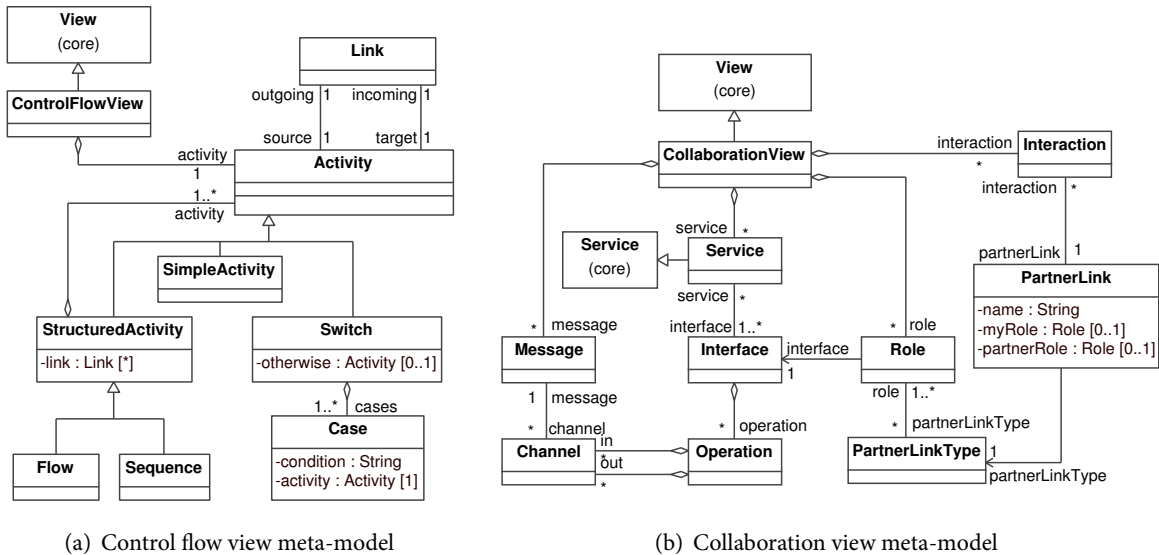 View
(core)
ControlFlowView
Link
outgoing 1 incoming 1
source 1 target 1
activity
1
Activity
1..*
activity
SimpleActivity
StructuredActivity
-link : Link [*]
Switch
-otherwise : Activity [0..1]
1..* cases
Flow
Sequence
Case
-condition : String
-activity : Activity [1]
(a) Control flow view meta-model
View
(core)
CollaborationView
interaction
*
Interaction
interaction *
service *
Service
(core)
Service
service *
partnerLink 1
PartnerLink
-name : String
-myRole : Role [0..1]
-partnerRole : Role [0..1]
* message
interface 1..*
* role
Message
Interface
interface
1
Role
1 message
role 1..*
* channel
* operation
* partnerLinkType
Channel
in
*
out
*
Operation
PartnerLinkType
1
partnerLinkType
(b) Collaboration view meta-model